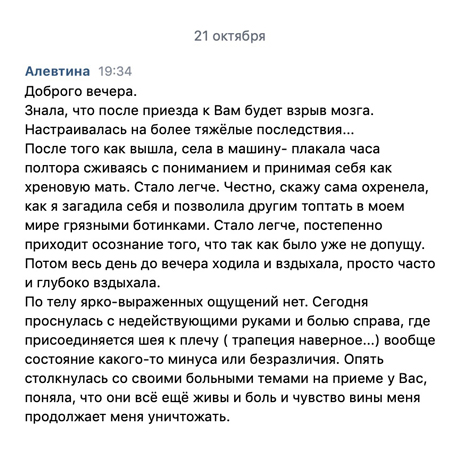 21 октября
Алевтина 19:34
Доброго вечера.
Знала, что после приезда к Вам будет взрыв мозга.
Настраивалась на более тяжёлые последствия...
После того как вышла, села в машину- плакала часа
полтора сживаясь с пониманием и принимая себя как
хреновую мать. Стало легче. Честно, скажу сама охренела,
как я загадила себя и позволила другим топтать в моем
мире грязными ботинками. Стало легче, постепенно
приходит осознание того, что так как было уже не допущу.
Потом весь день до вечера ходила и вздыхала, просто часто
и глубоко вздыхала.
По телу ярко-выраженных ощущений нет. Сегодня
проснулась с недействующими руками и болью справа, где
присоединяется шея к плечу ( трапеция наверное...) вообще
состояние какого-то минуса или безразличия. Опять
столкнулась со своими больными темами на приеме у Вас,
поняла, что они всё ещё живы и боль и чувство вины меня
продолжает меня уничтожать.